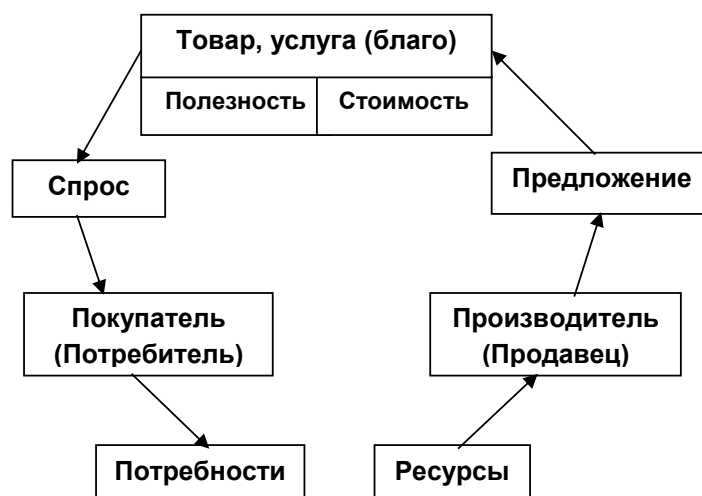 Товар, услуга (благо)
Полезность
Стоимость
Спрос
Предложение
Покупатель
(Потребитель)
Производитель
(Продавец)
Потребности
Ресурсы